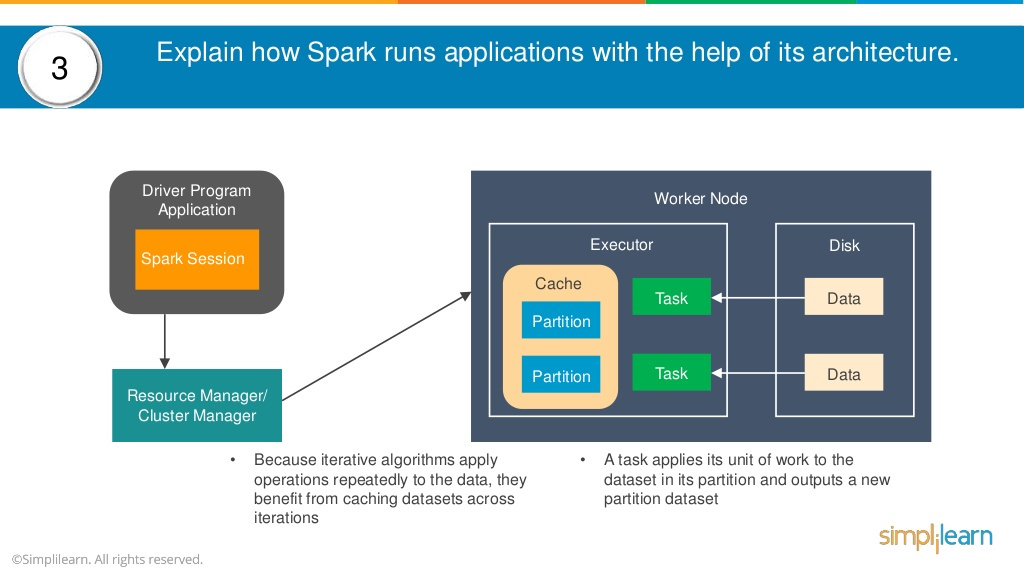 3
Explain how Spark runs applications with the help of its architecture.
Driver Program
Application
Spark Session
Resource Manager/
Cluster Manager
Worker Node
Executor
Cache
Partition
Partition
Task
Task
Disk
Data
Data
• Because iterative algorithms apply
operations repeatedly to the data, they
benefit from caching datasets across
iterations
• A task applies its unit of work to the
dataset in its partition and outputs a new
partition dataset
simplilearn
©Simplilearn. All rights reserved.